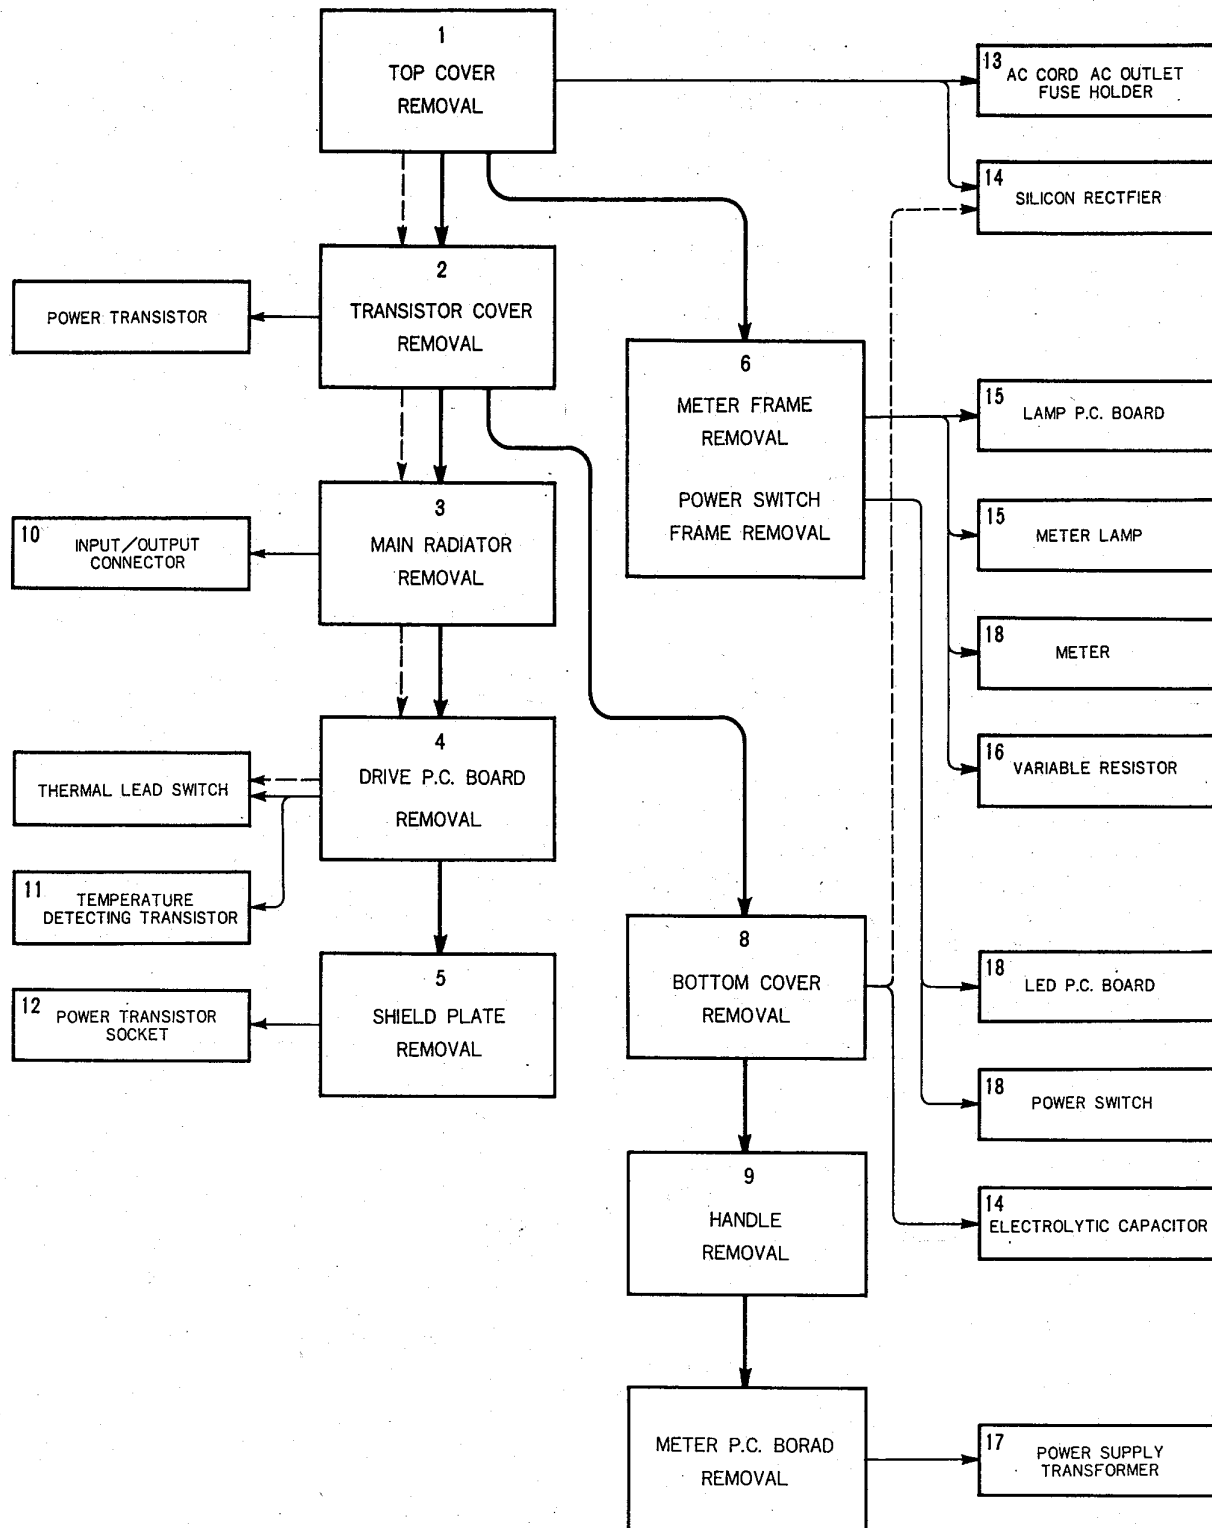 1
TOP COVER
REMOVAL
2
TRANSISTOR COVER
REMOVAL
POWER TRANSISTOR
3
MAIN RADIATOR
REMOVAL
10
INPUT/OUTPUT
CONNECTOR
4
DRIVE P.C. BOARD
REMOVAL
THERMAL LEAD SWITCH
11
TEMPERATURE
DETECTING TRANSISTOR
5
SHIELD PLATE
REMOVAL
12
POWER TRANSISTOR
SOCKET
6
METER FRAME
REMOVAL
POWER SWITCH
FRAME REMOVAL
8
BOTTOM COVER
REMOVAL
9
HANDLE
REMOVAL
METER P.C. BORAD
REMOVAL
13
AC CORD AC OUTLET
FUSE HOLDER
14
SILICON RECTFIER
15
LAMP P.C. BOARD
15
METER LAMP
18
METER
16
VARIABLE RESISTOR
18
LED P.C. BOARD
18
POWER SWITCH
14
ELECTROLYTIC CAPACITOR
17
POWER SUPPLY
TRANSFORMER